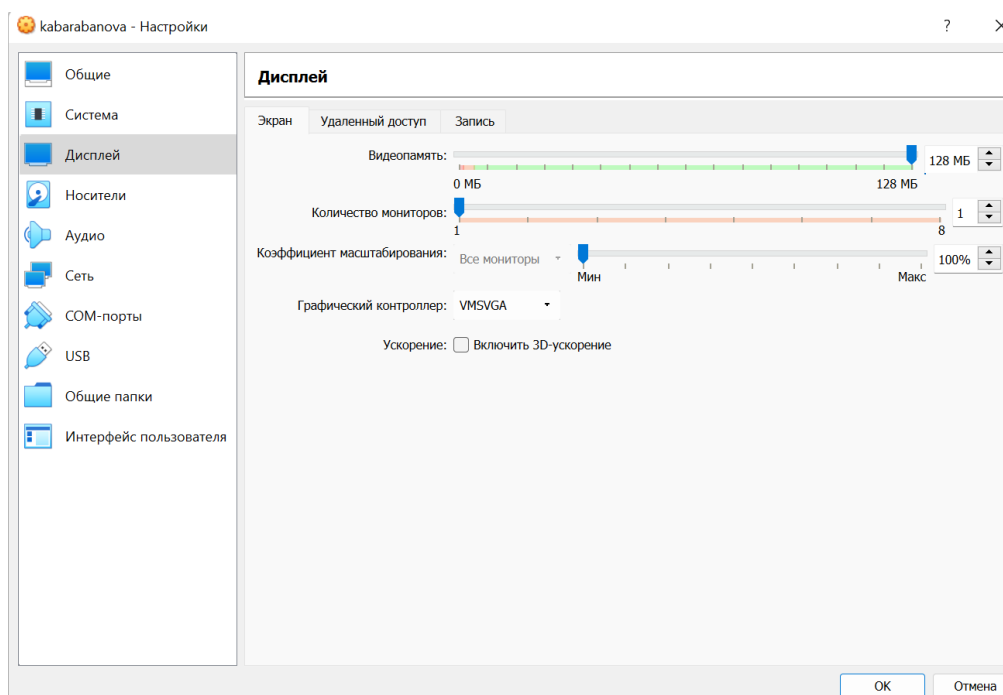 kabarabanova - Настройки
?
Общие
Система
Дисплей
Носители
Аудио
Сеть
COM-порты
USB
Общие папки
Интерфейс пользователя
Дисплей
Экран Удаленный доступ Запись
Видеопамять: 128 МБ
0 МБ 128 МБ
Количество мониторов: 1
1 8
Коэффициент масштабирования: Все мониторы 100%
Мин Макс
Графический контроллер: VMSVGA
Ускорение: Включить 3D-ускорение
OK Отмена